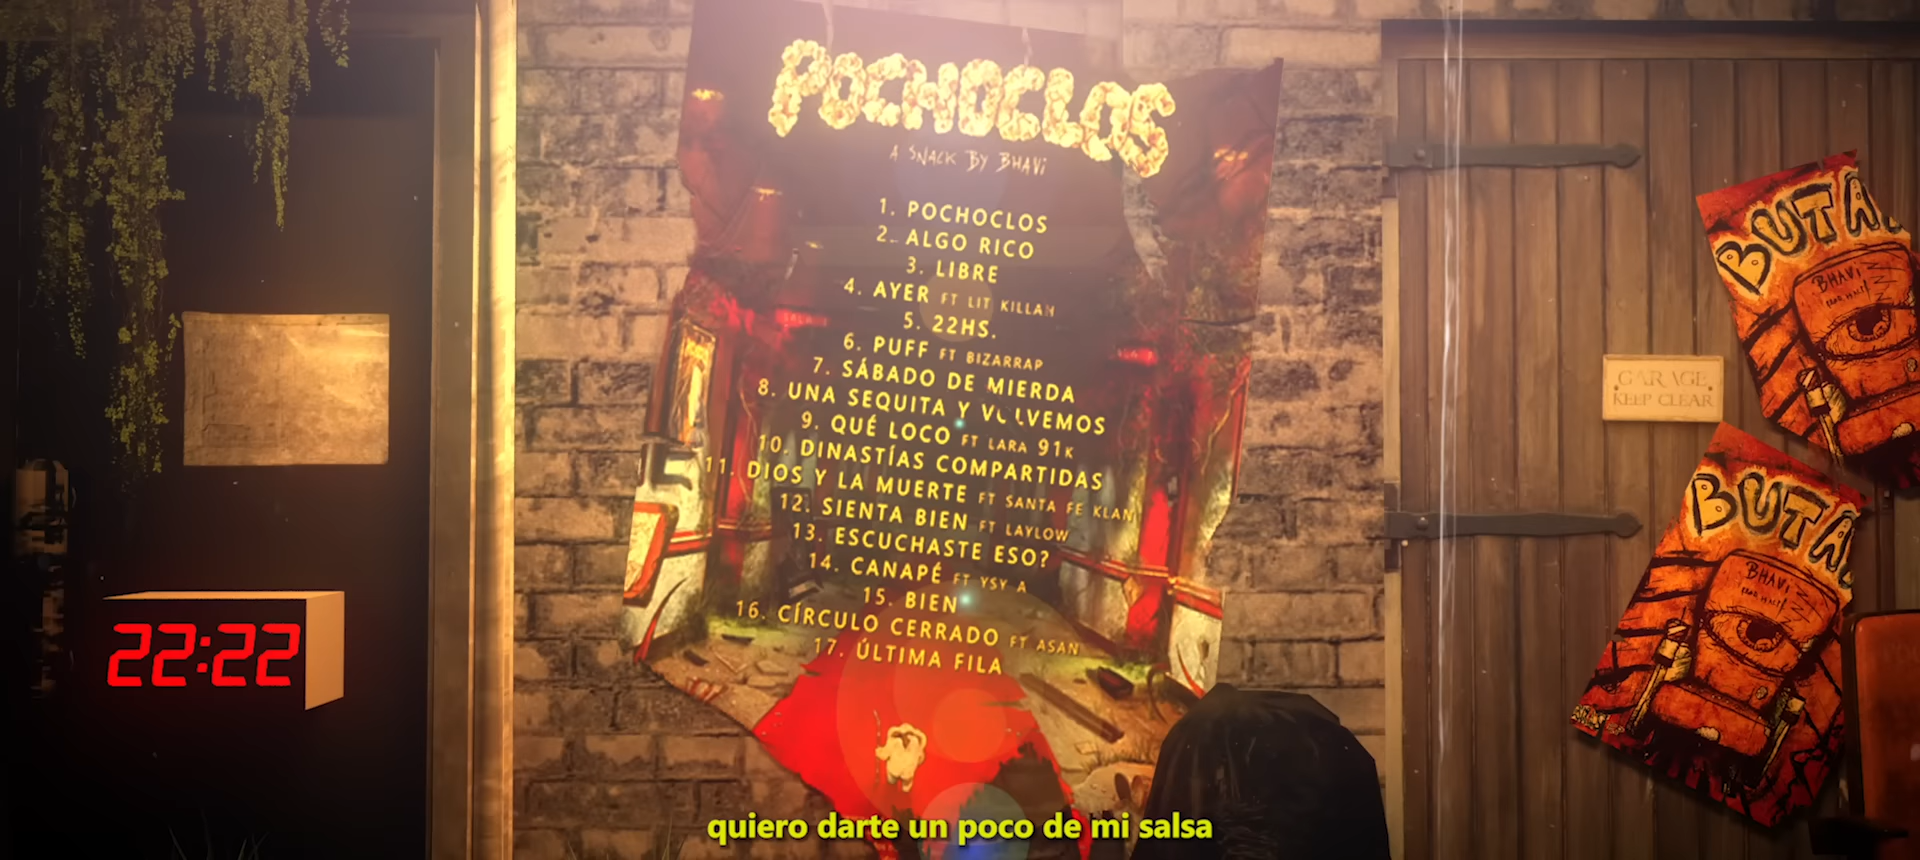 POCHOCLOS
A SNACK BY BHAVI
1. POCHOCLOS
2. ALGO RICO
3. LIBRE
4. AYER FT LIT KILLAH
5. 22HS.
6. PUFF FT BIZARRAP
7. SÁBADO DE MIERDA
8. UNA SEQUITA Y VOLVEMOS
9. QUÉ LOCO FT LARA 91K
10. DINASTÍAS COMPARTIDAS
11. DIOS Y LA MUERTE FT SANTA FE KLAN
12. SIENTA BIEN FT LAYLOW
13. ESCUCHASTE ESO?
14. CANAPÉ FT YSY A
15. BIEN
16. CÍRCULO CERRADO FT ASAN
17. ÚLTIMA FILA
22:22
GARAGE
KEEP CLEAR
BUTA
BHAVI
BUTA
BHAVI
quiero darte un poco de mi salsa